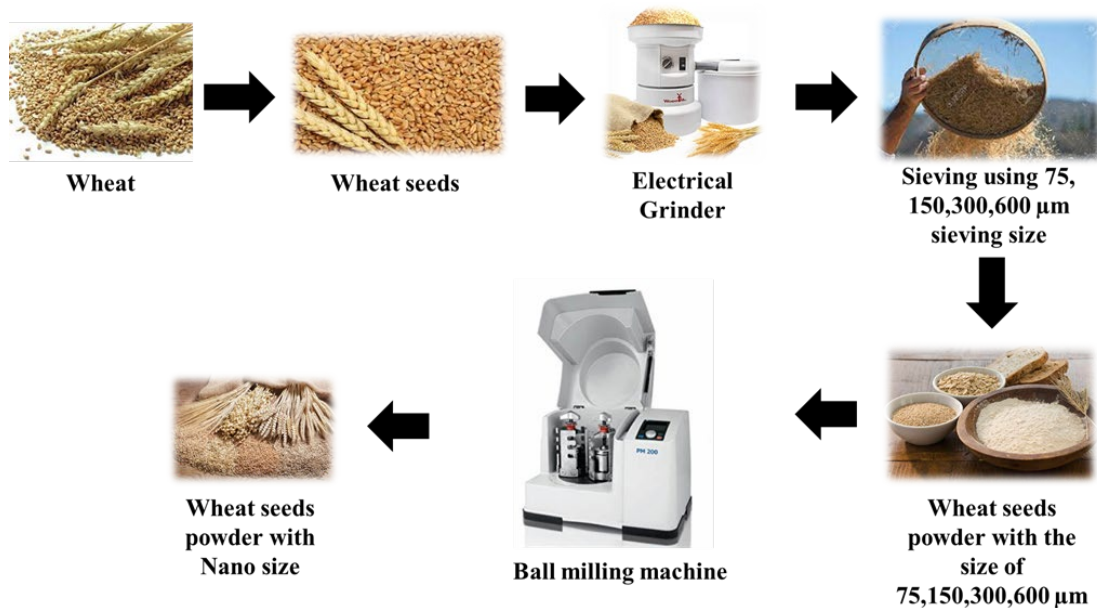 Wheat
Wheat seeds
Electrical
Grinder
Sieving using 75,
150,300,600 µm
sieving size
Wheat seeds
powder with
Nano size
PM 200
Ball milling machine
Wheat seeds
powder with the
size of
75,150,300,600 µm